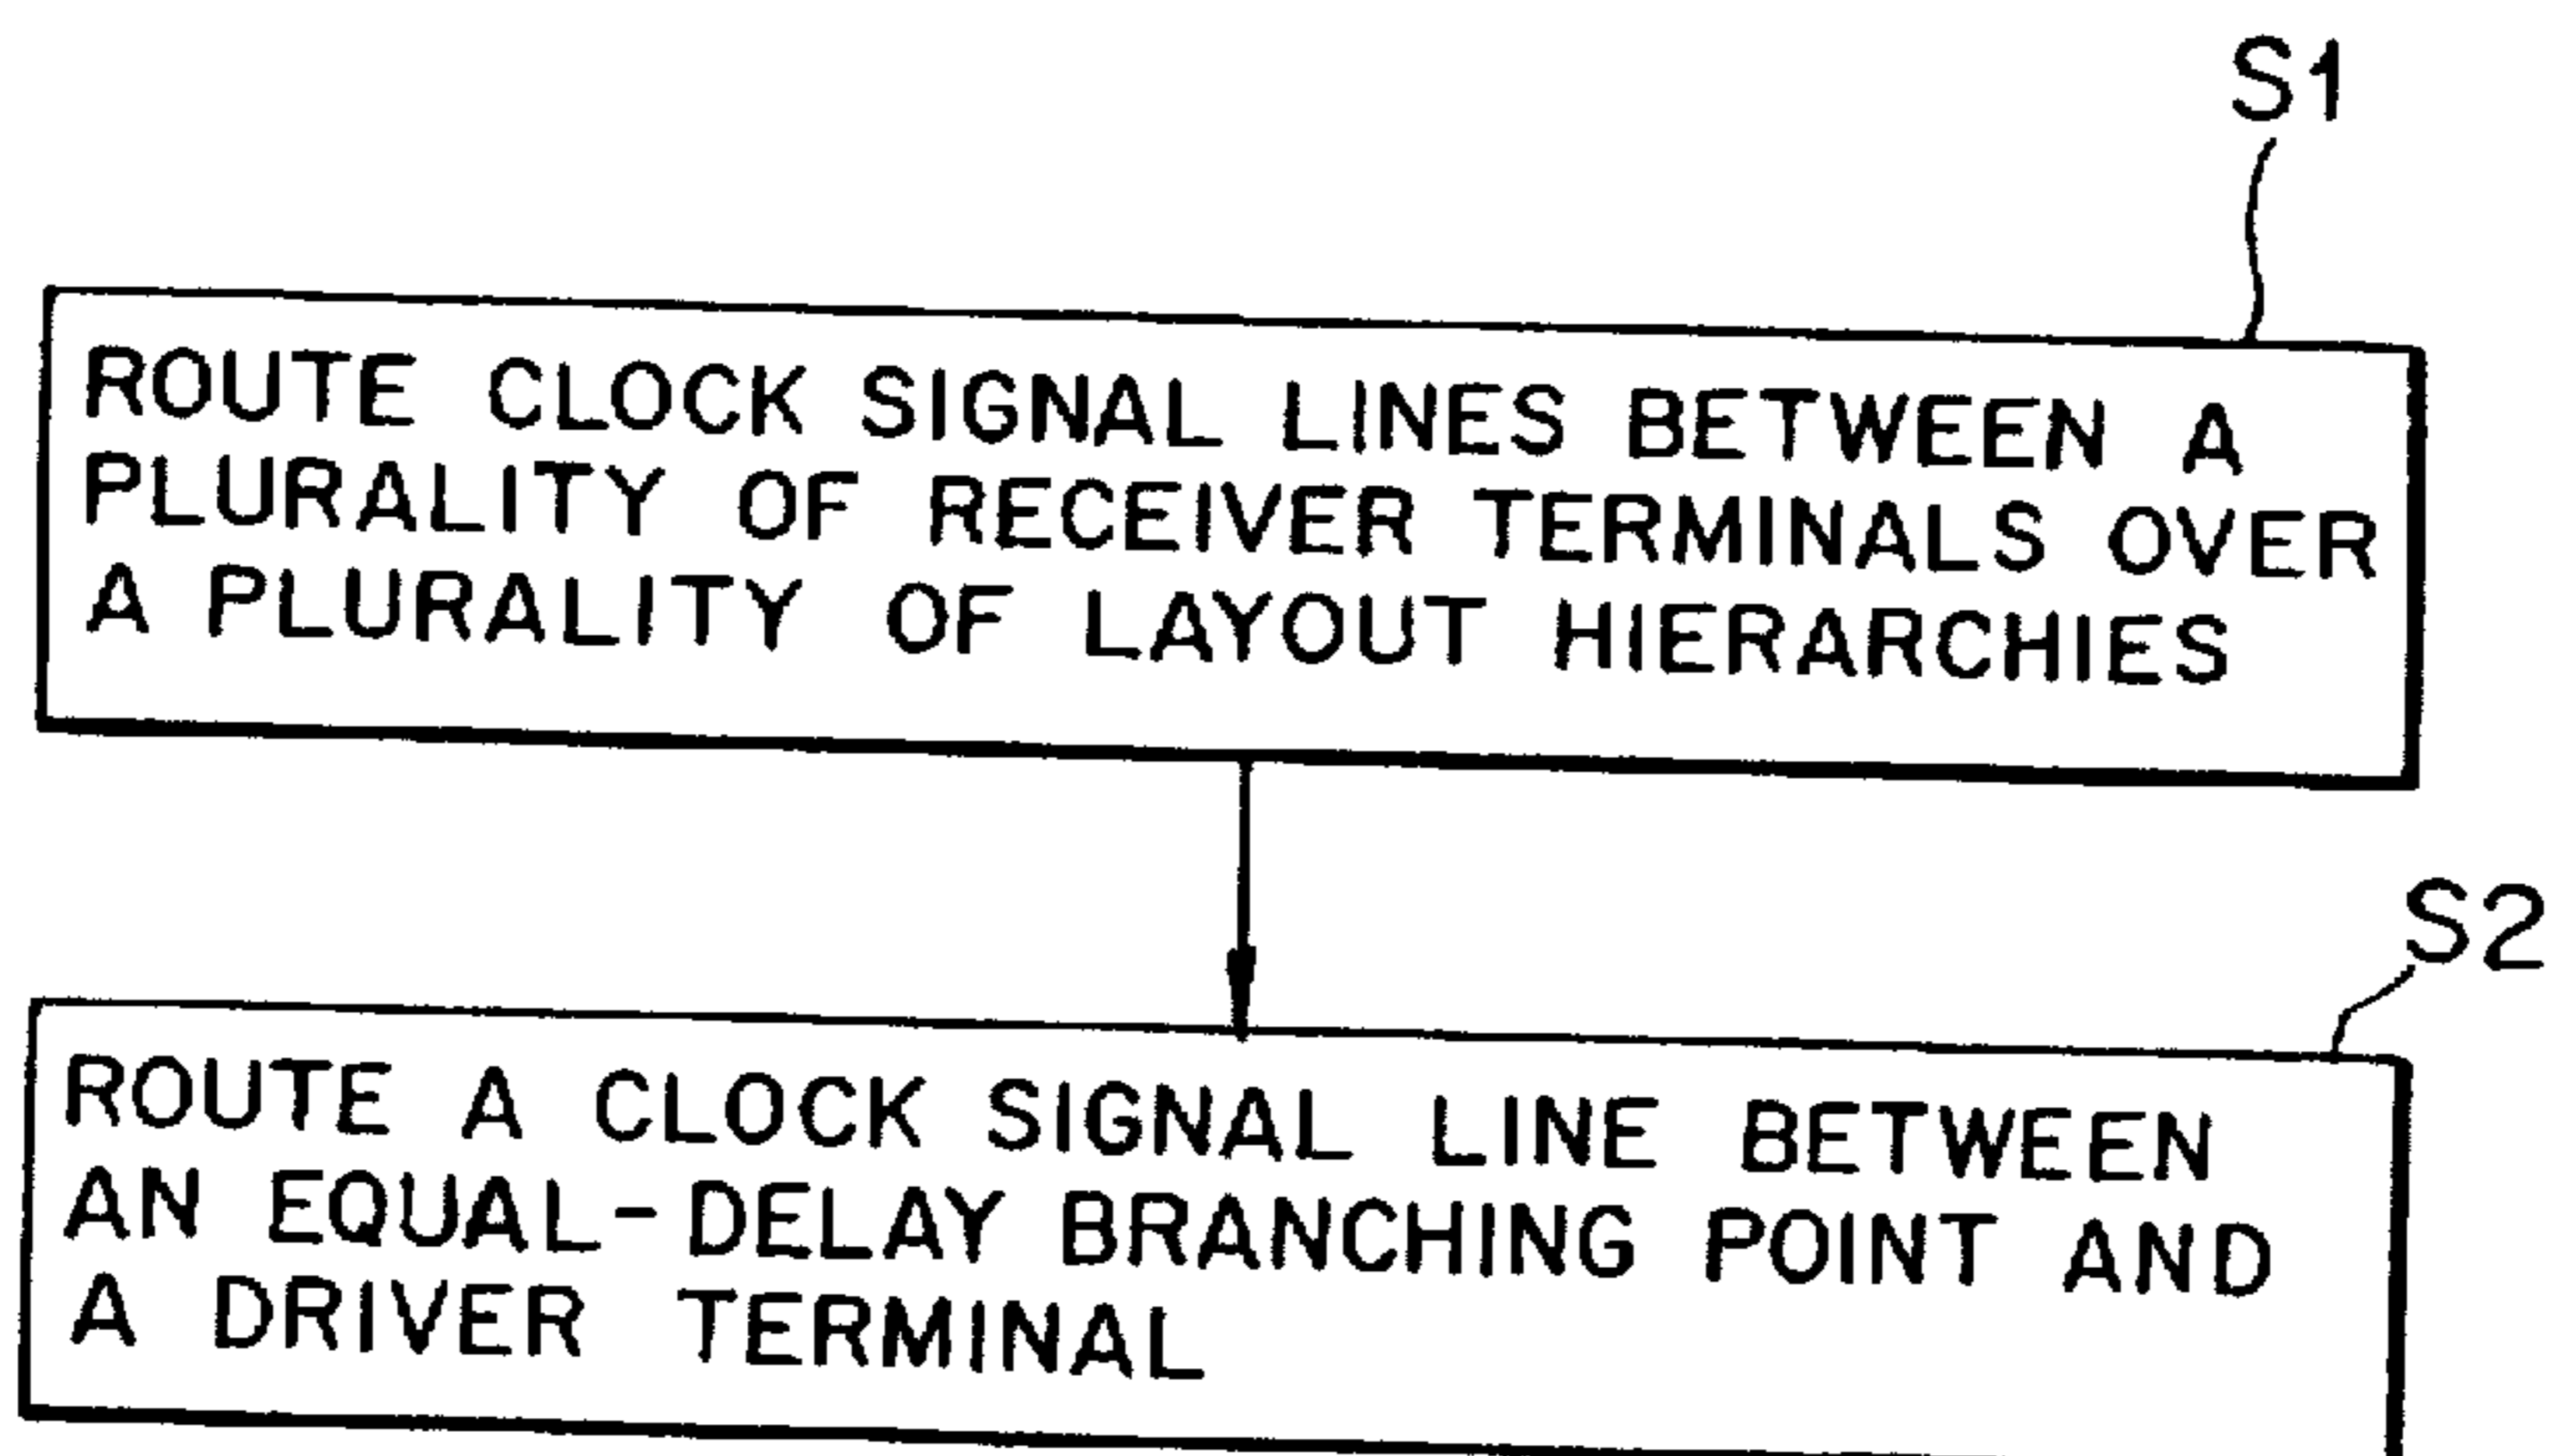 S1
ROUTE CLOCK SIGNAL LINES BETWEEN A
PLURALITY OF RECEIVER TERMINALS OVER
A PLURALITY OF LAYOUT HIERARCHIES
S2
ROUTE A CLOCK SIGNAL LINE BETWEEN
AN EQUAL-DELAY BRANCHING POINT AND
A DRIVER TERMINAL